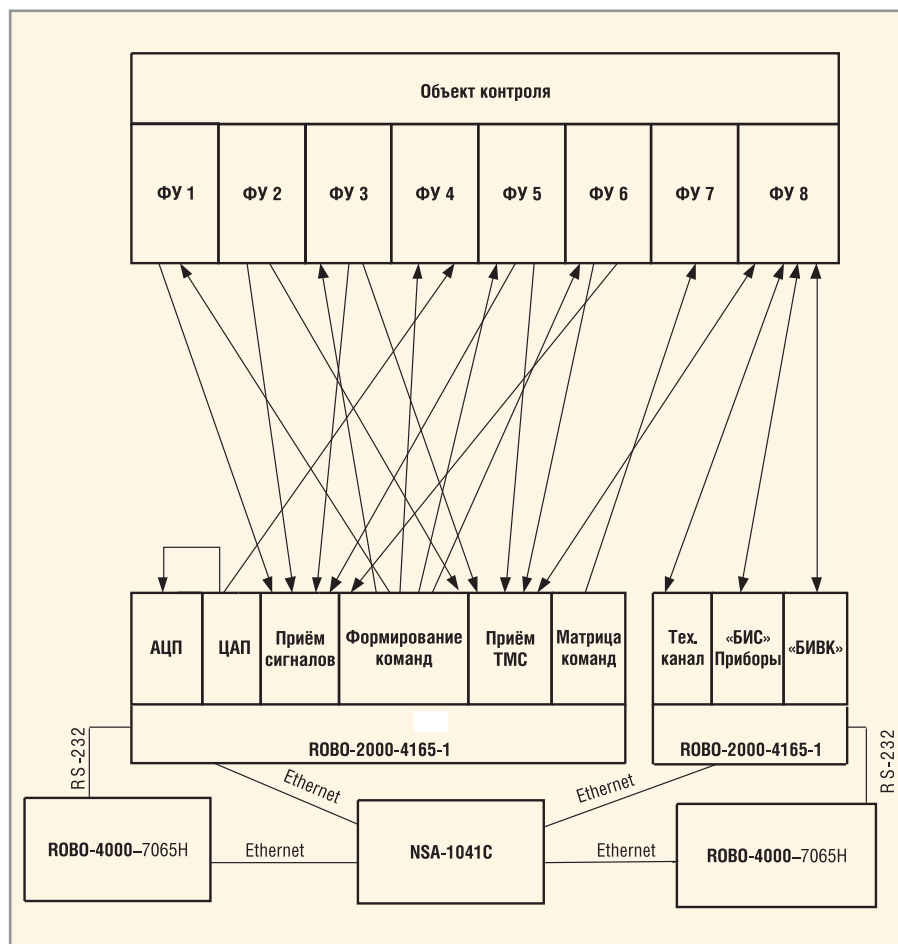 Объект контроля
ФУ 1
ФУ 2
ФУ 3
ФУ 4
ФУ 5
ФУ 6
ФУ 7
ФУ 8
АЦП
ЦАП
Приём
сигналов
Формирование
команд
Приём
ТМС
Матрица
команд
Тех.
канал
«БИС»
Приборы
«БИВК»
ROBO-2000-4165-1
ROBO-2000-4165-1
RS-232
RS-232
Ethernet
Ethernet
ROBO-4000–7065H
Ethernet
NSA-1041C
Ethernet
ROBO-4000–7065H